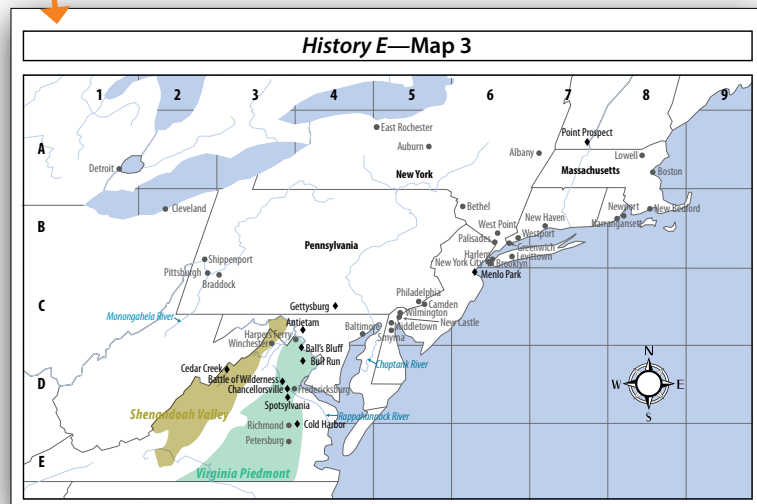 History E—Map 3
1 2 3 4 5 6 7 8 9
A
East Rochester
Auburn
Point Prospect
Albany
Lowell
Boston
Detroit
Massachusetts
New York
B
Cleveland
Bethel
Newport
New Bedford
Narrangansett
New Haven
West Point
Westport
Palisades
Greenwich
Pennsylvania
Harlem
Levittown
New York City
Brooklyn
Shippenport
Pittsburgh
Braddock
Menlo Park
C
Philadelphia
Camden
Gettysburg
Wilmington
Monongahela River
Antietam
New Castle
Baltimore
Middletown
Harpers Ferry
Smyrna
Winchester
Ball's Bluff
Bull Run
Choptank River
Cedar Creek
D
Battle of Wilderness
Chancellorsville
Fredericksburg
Spotsylvania
N
W E
S
Shenandoah Valley
Rappahannock River
Richmond
Cold Harbor
Petersburg
E
Virginia Piedmont